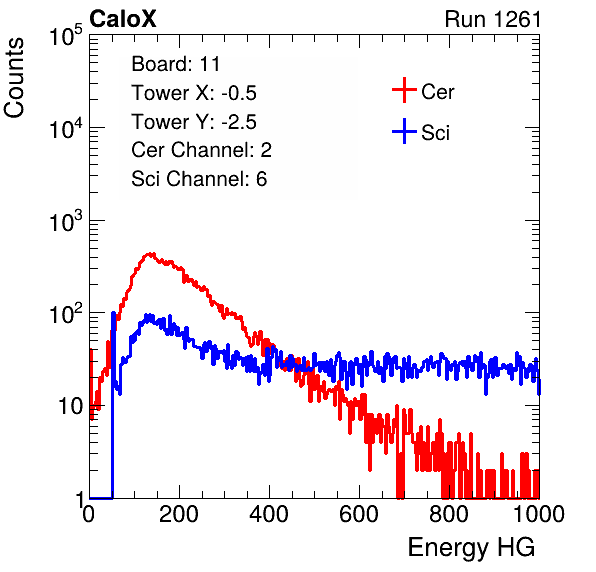 CaloX Run 1261
Counts
10^5
10^4
10^3
10^2
10
1
Board: 11
Tower X: -0.5
Tower Y: -2.5
Cer Channel: 2
Sci Channel: 6
Cer
Sci
0 200 400 600 800 1000
Energy HG